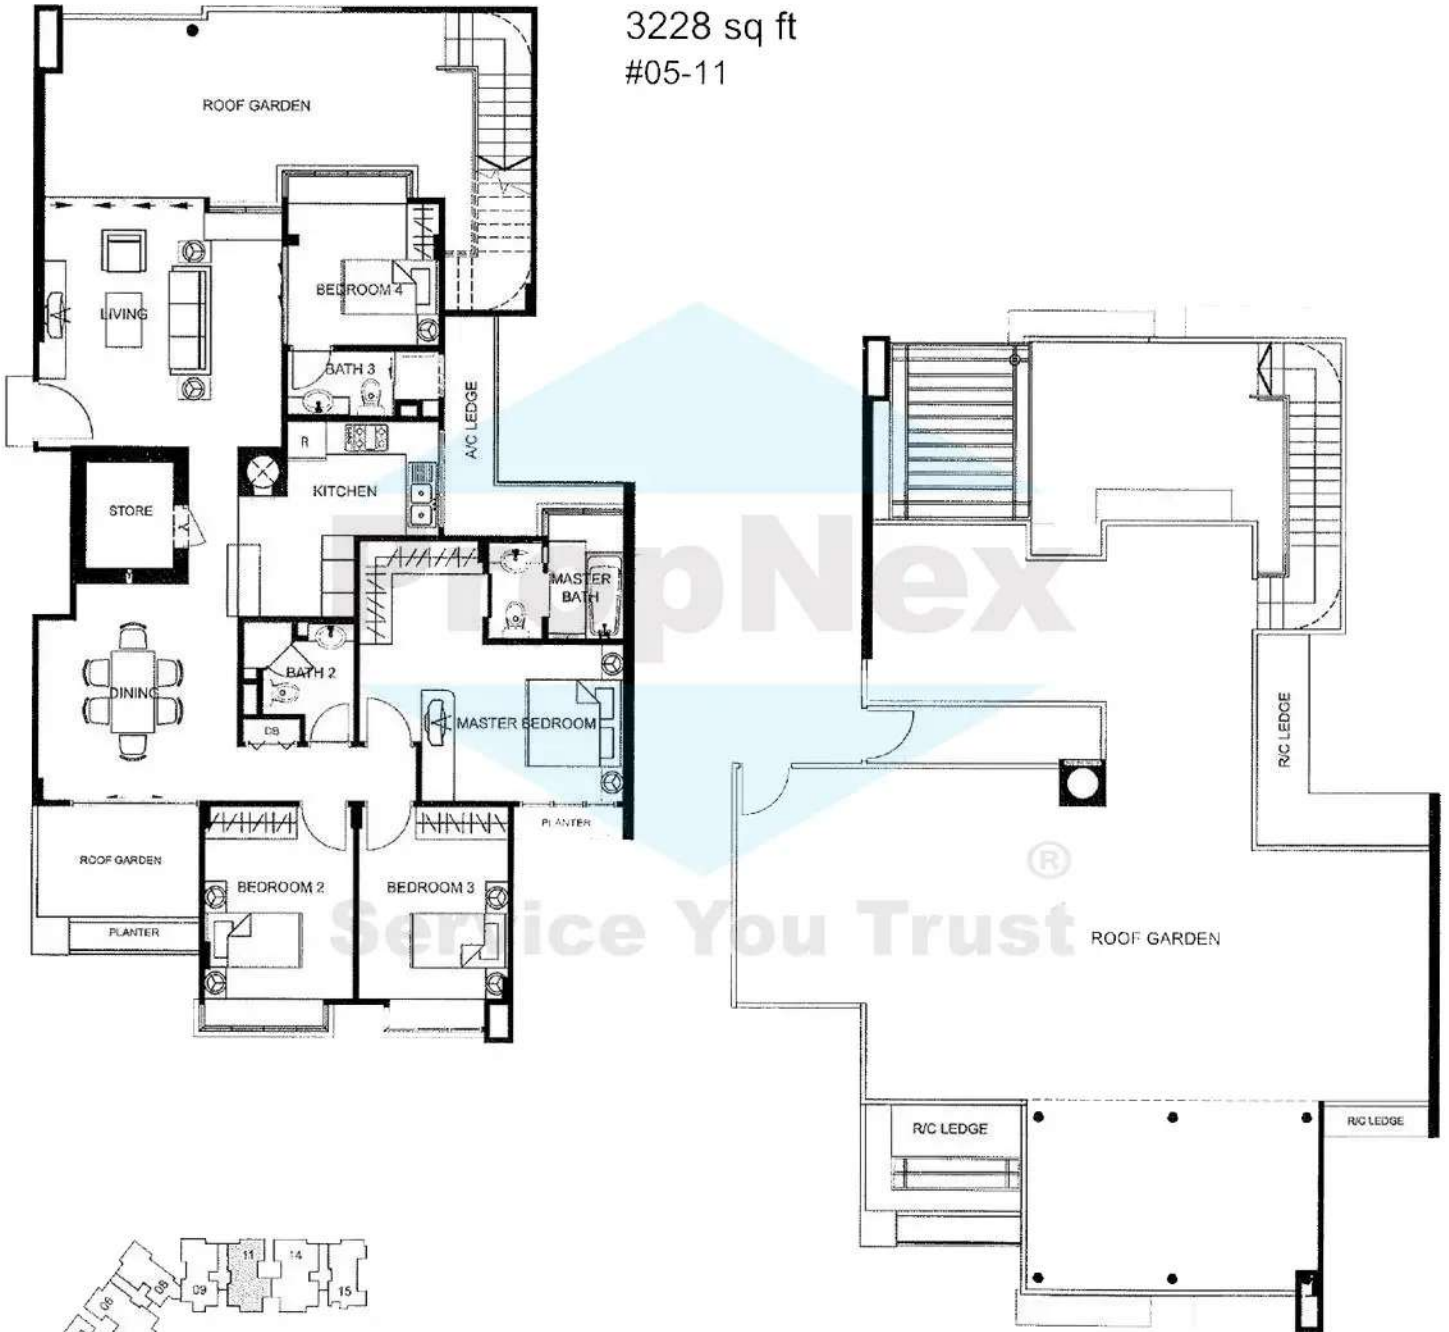 3228 sq ft
#05-11
ROOF GARDEN
BEDROOM 4
LIVING
BATH 3
A/C LEDGE
R
KITCHEN
STORE
MASTER
BATH
BATH 2
DINING
MASTER BEDROOM
DB
PLANTER
ROOF GARDEN
BEDROOM 2
BEDROOM 3
PLANTER
R/C LEDGE
ROOF GARDEN
R/C LEDGE
R/C LEDGE
PropNex
®
Service You Trust
11
14
09
15
08
06